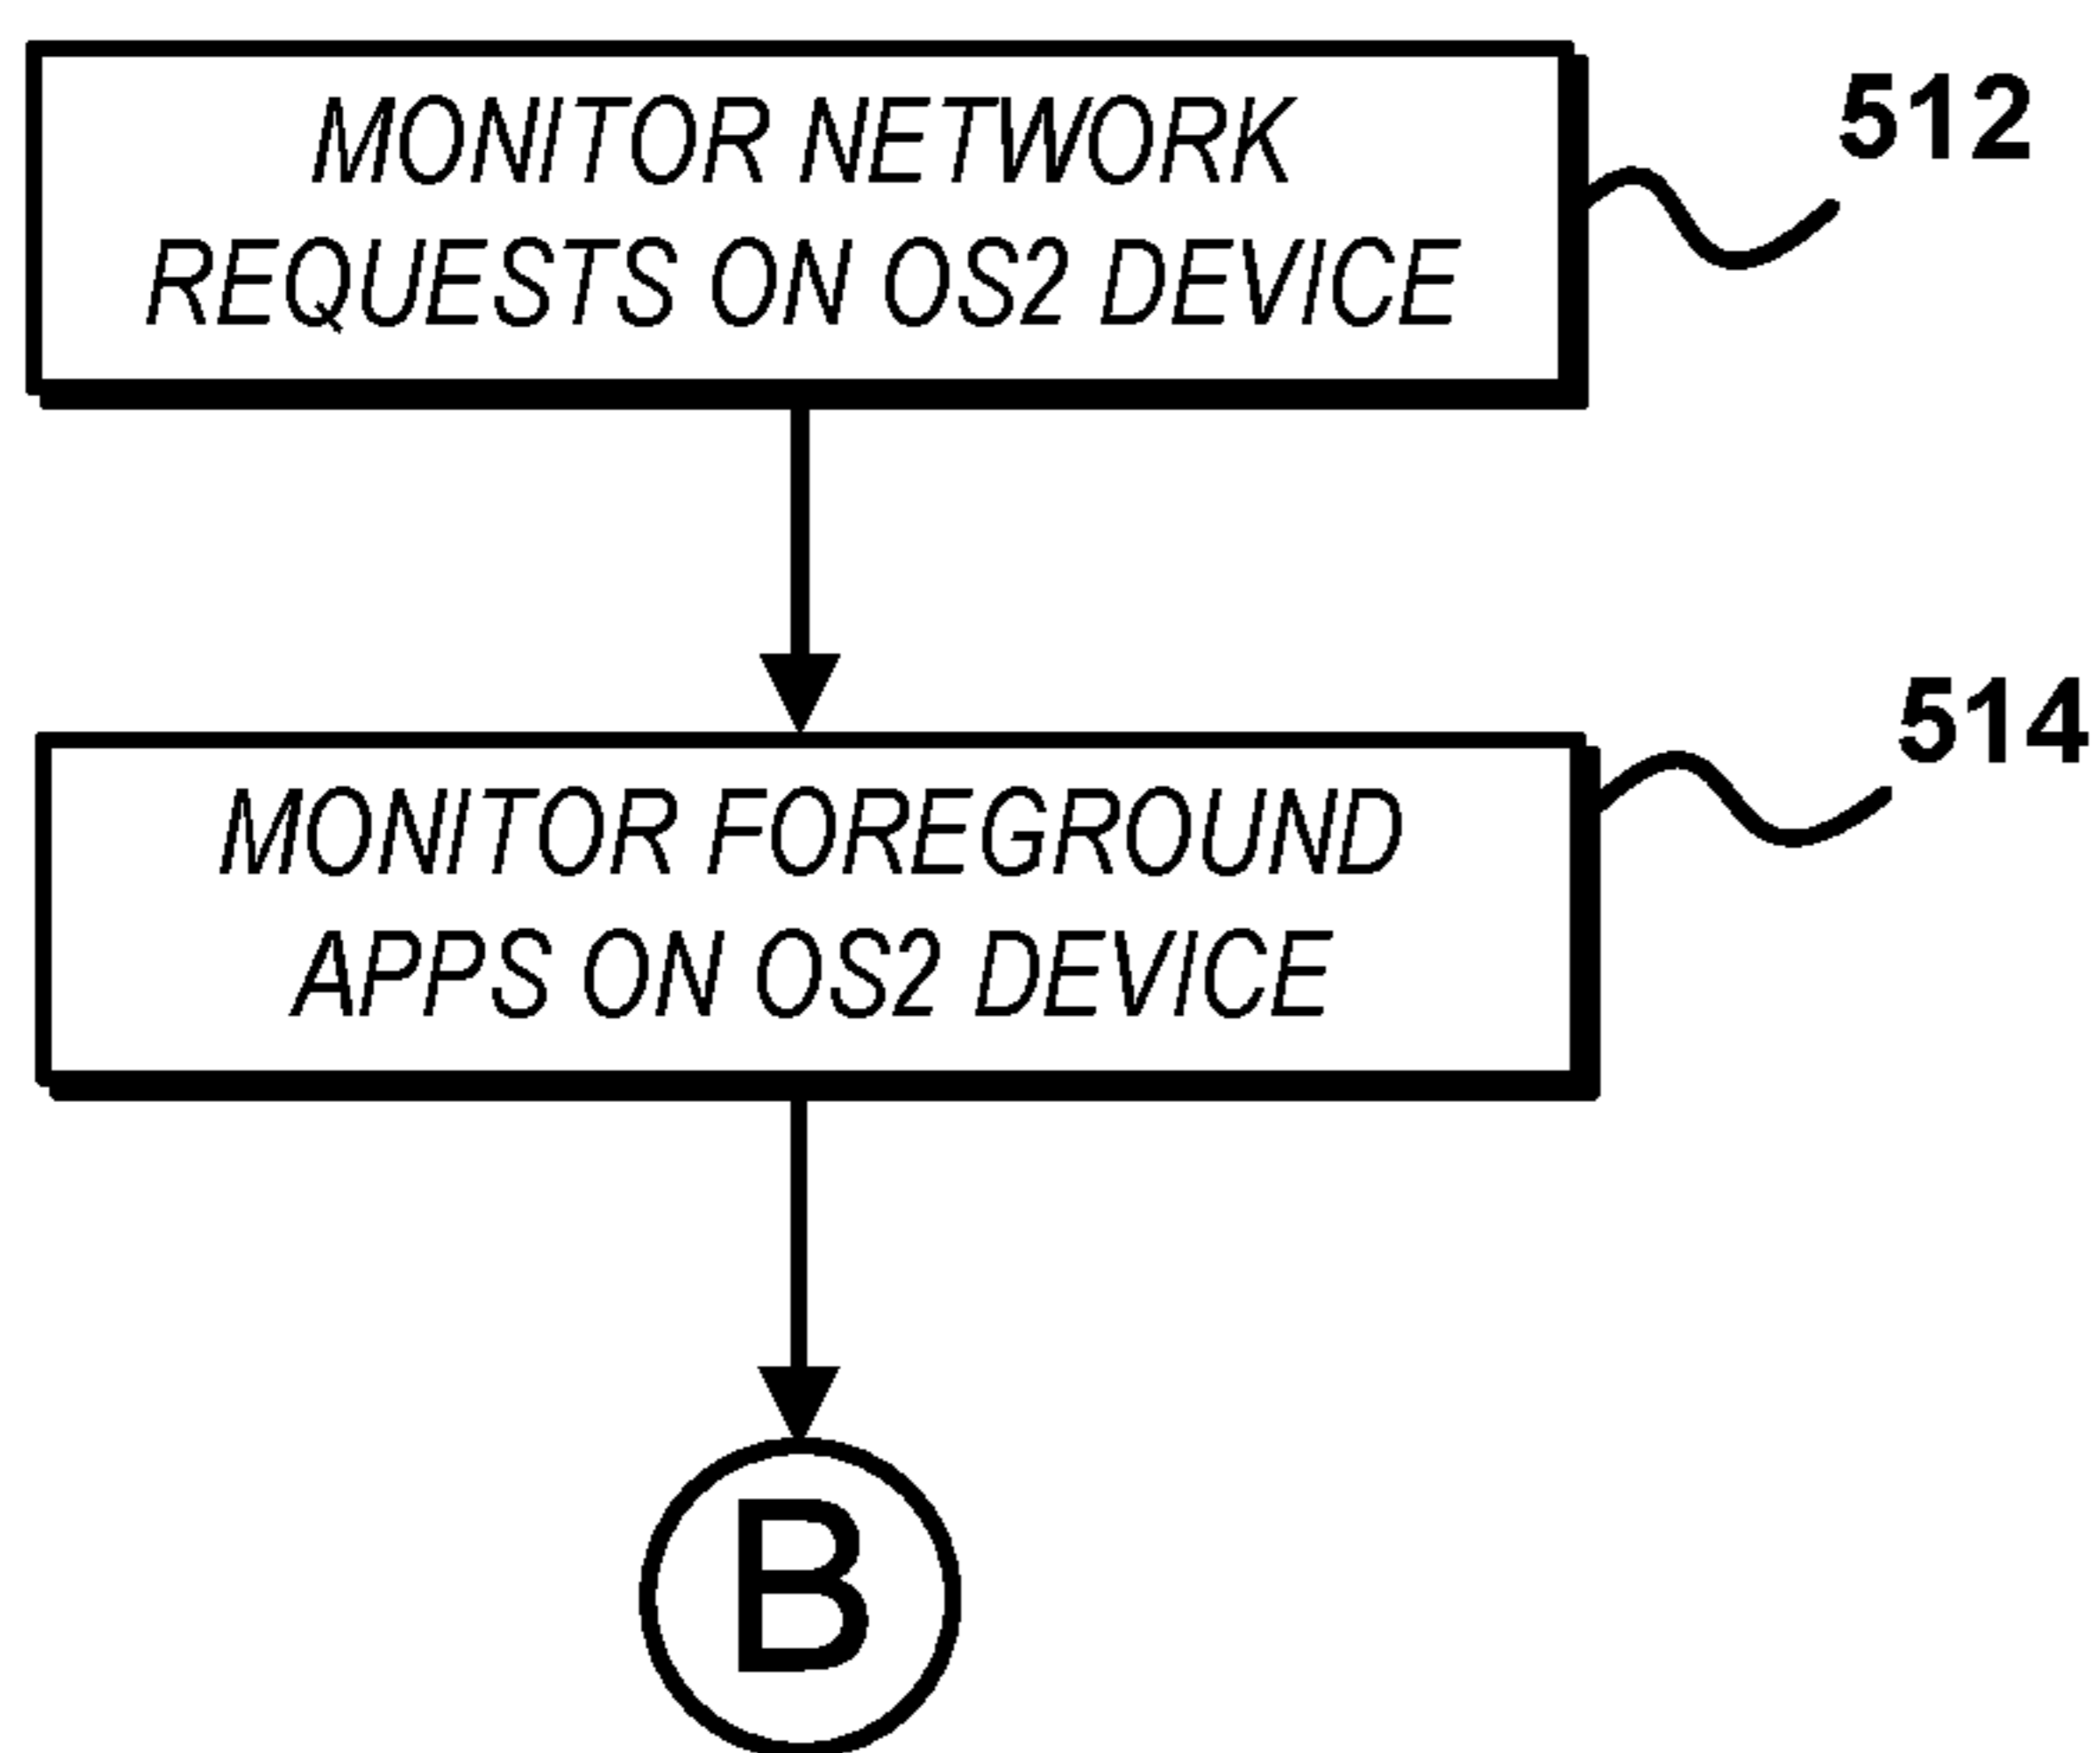 MONITOR NETWORK
REQUESTS ON OS2 DEVICE
512
MONITOR FOREGROUND
APPS ON OS2 DEVICE
514
B